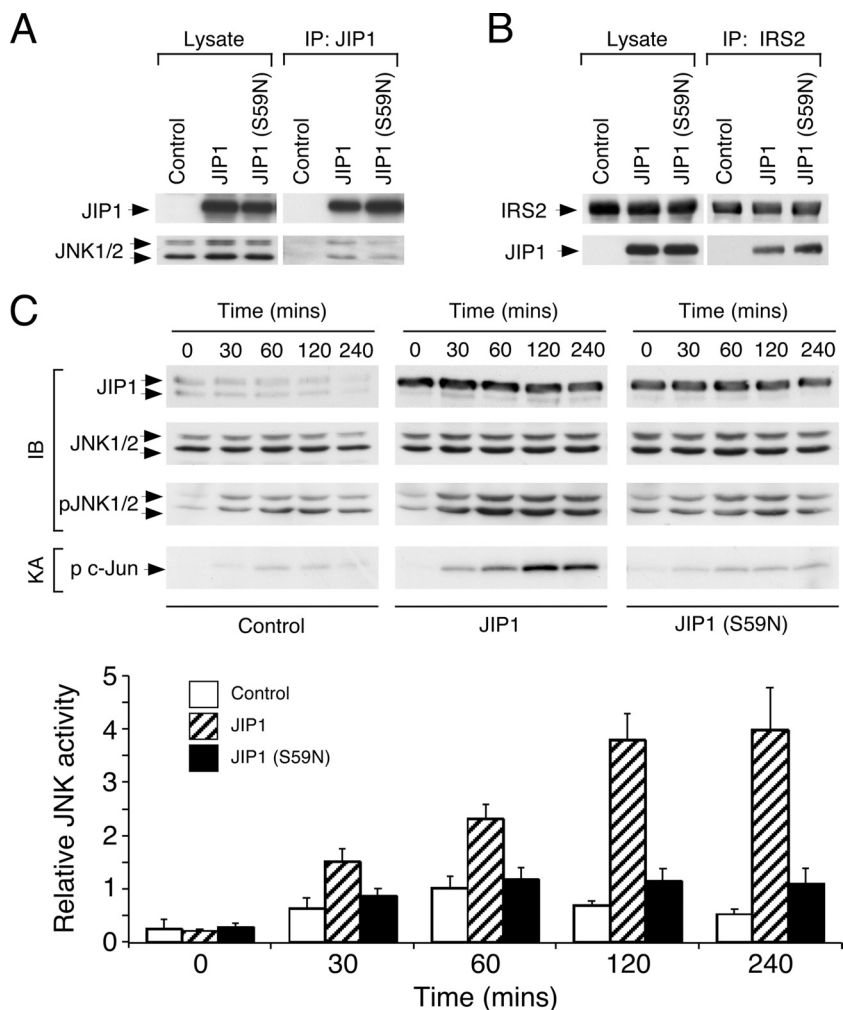 A
Lysate
IP: JIP1
Control
JIP1
JIP1 (S59N)
Control
JIP1
JIP1 (S59N)
JIP1
JNK1/2
B
Lysate
IP: IRS2
Control
JIP1
JIP1 (S59N)
Control
JIP1
JIP1 (S59N)
IRS2
JIP1
C
Time (mins)
Time (mins)
Time (mins)
0 30 60 120 240
0 30 60 120 240
0 30 60 120 240
IB
JIP1
JNK1/2
pJNK1/2
KA
p c-Jun
Control
JIP1
JIP1 (S59N)
Relative JNK activity
5
4
3
2
1
0
Control
JIP1
JIP1 (S59N)
0 30 60 120 240
Time (mins)